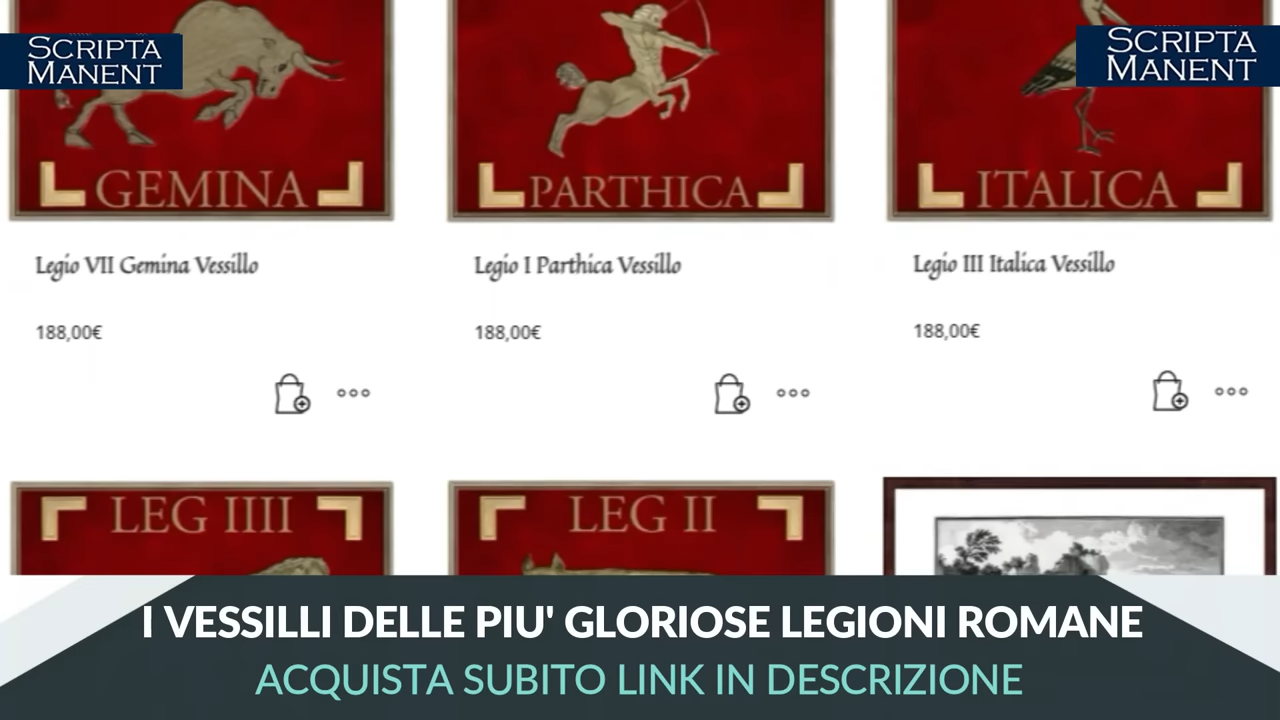 SCRIPTA
MANENT
SCRIPTA
MANENT
GEMINA
PARTHICA
ITALICA
Legio VII Gemina Vessillo
Legio I Parthica Vessillo
Legio III Italica Vessillo
188,00€
188,00€
188,00€
LEG IIII
LEG II
I VESSILLI DELLE PIU' GLORIOSE LEGIONI ROMANE
ACQUISTA SUBITO LINK IN DESCRIZIONE